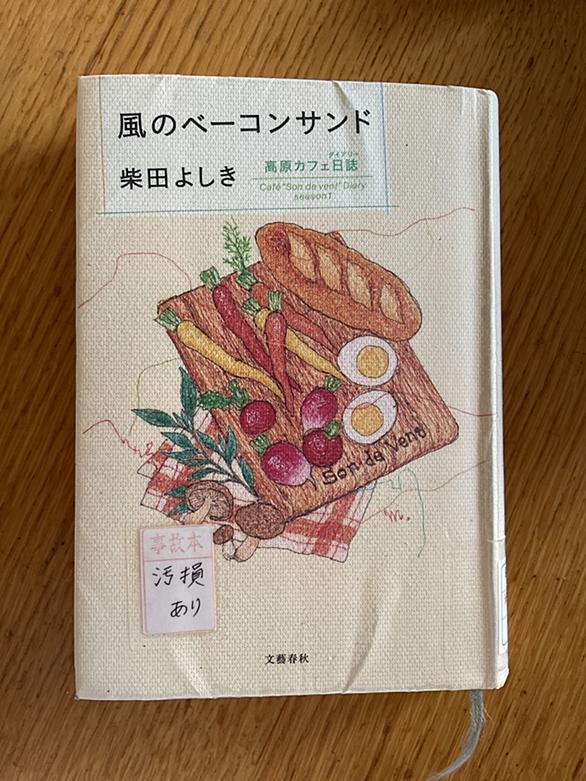 風のベーコンサンド
柴田よしき
ダイアリー
高原カフェ日誌
Café "Son de vent" Diary
season1
Son de Vent
事故本
汚損
あり
文藝春秋